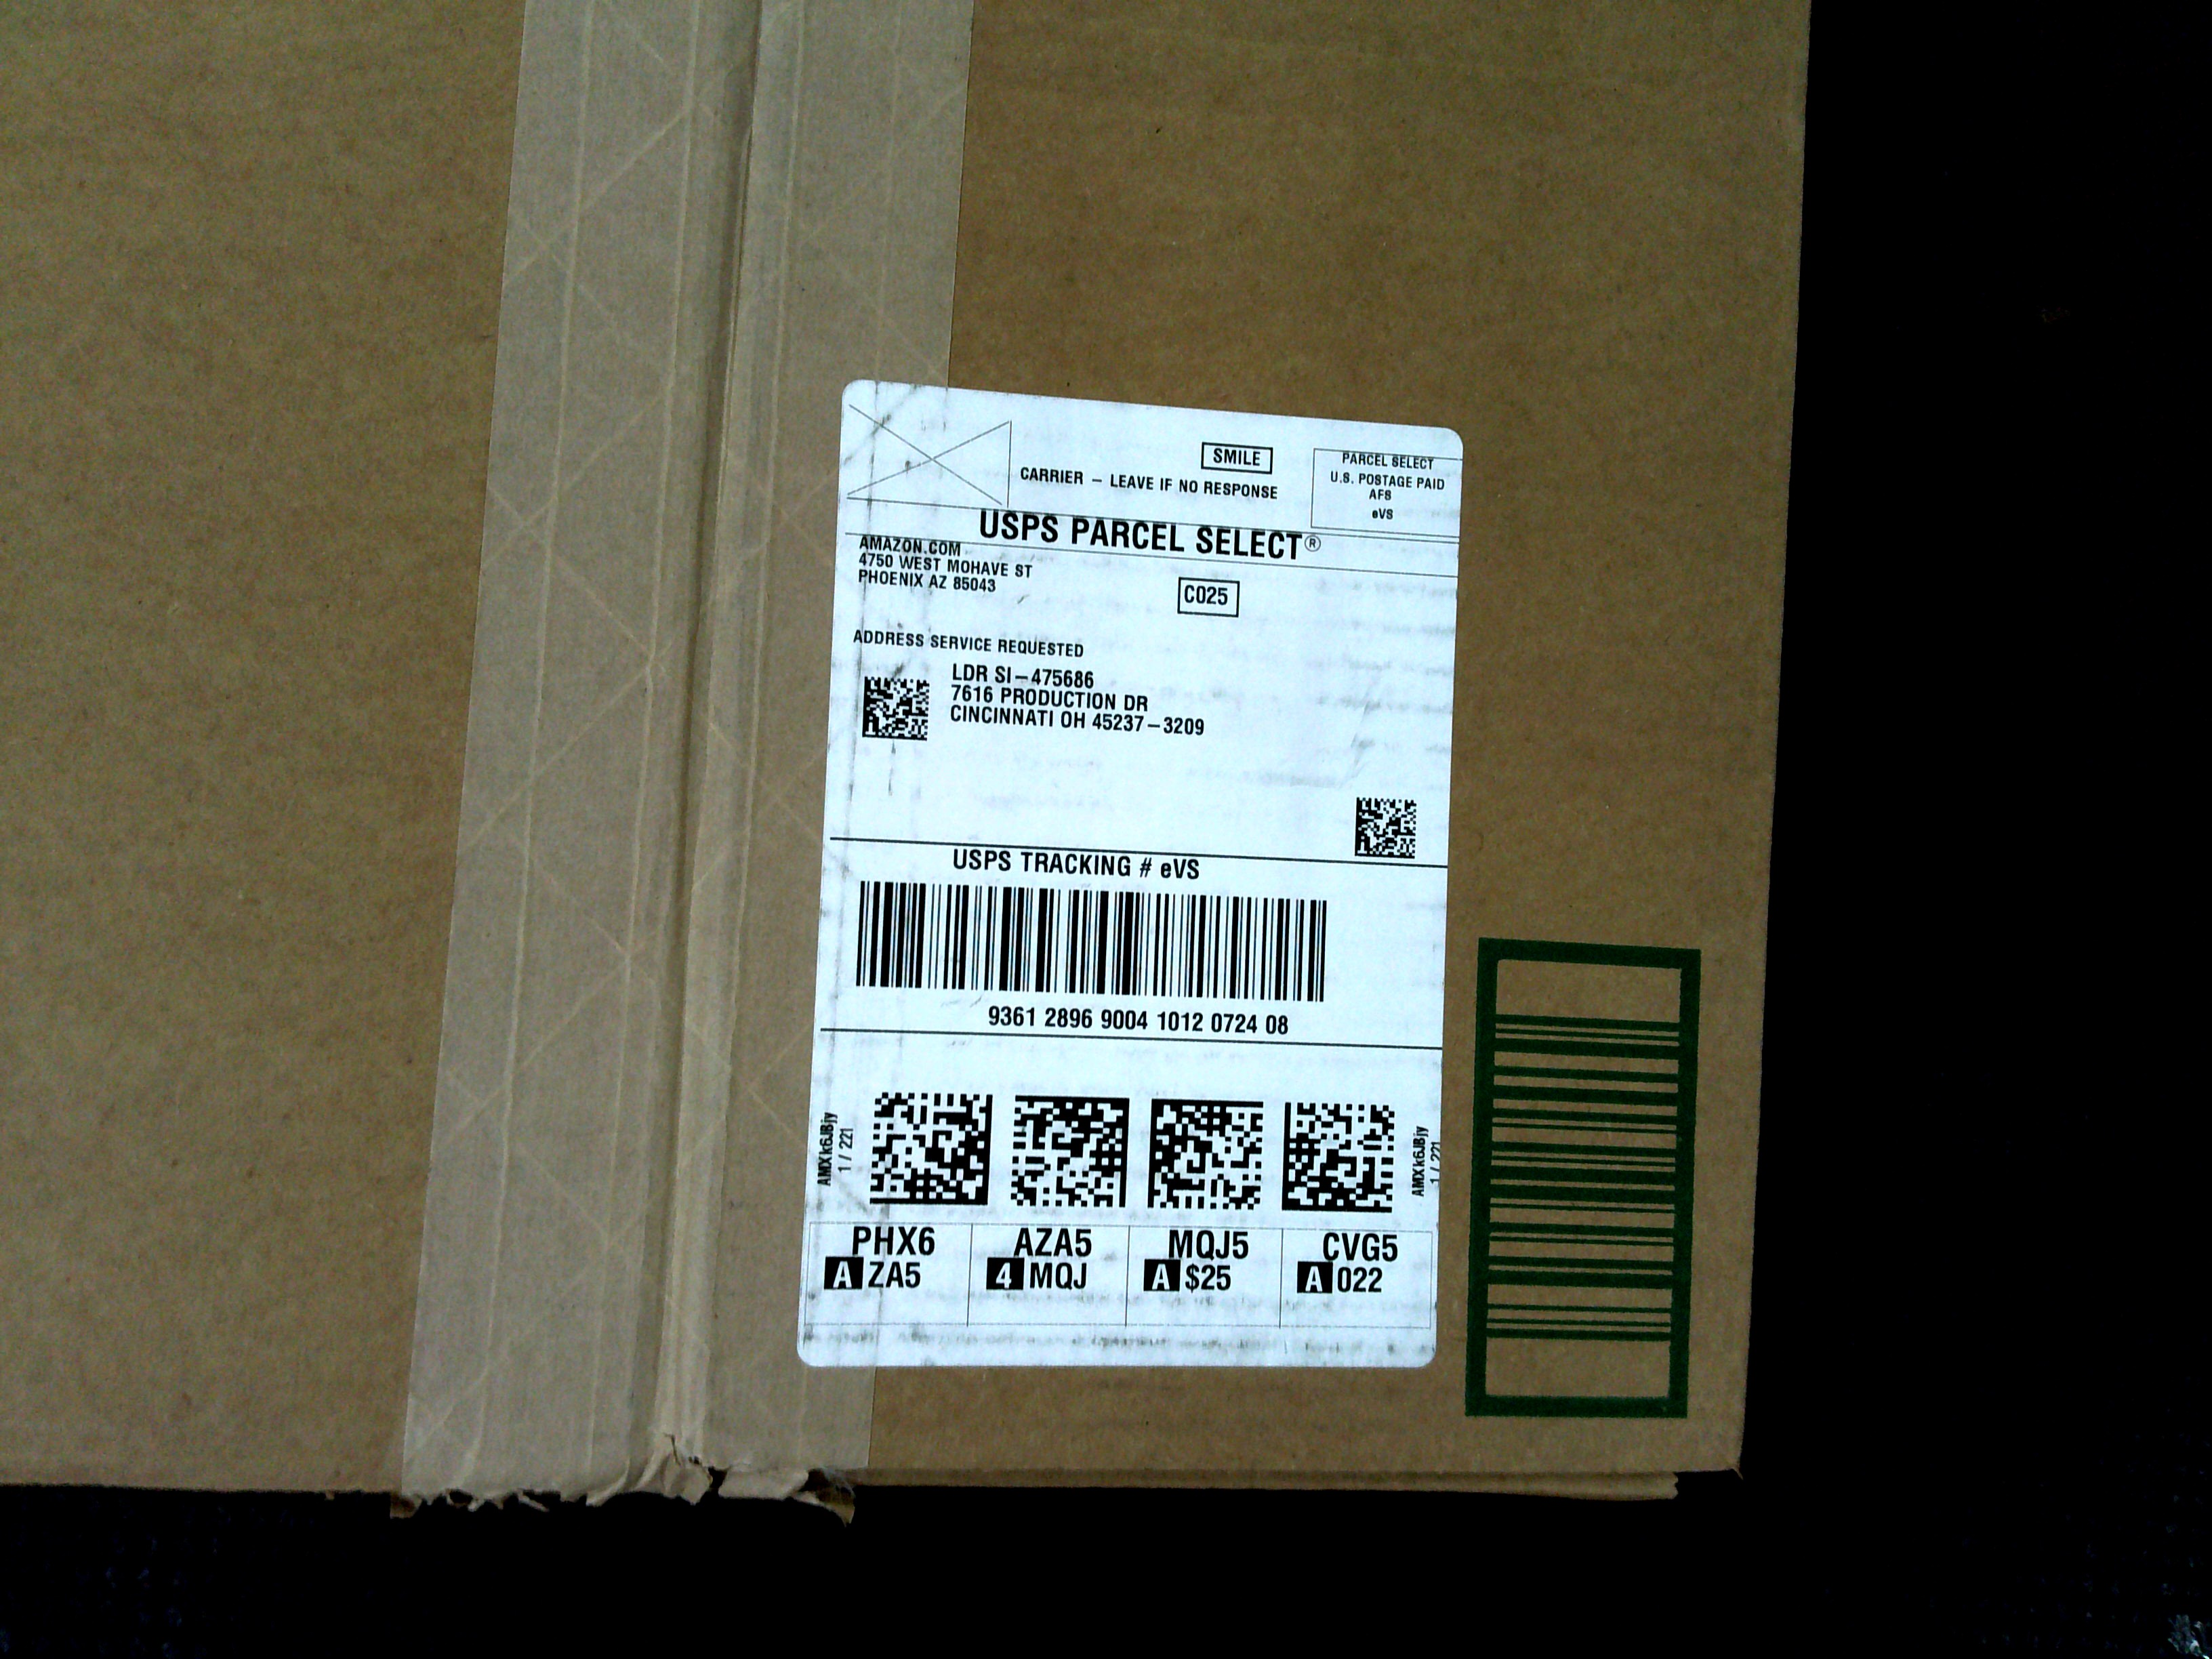 SMILE
CARRIER – LEAVE IF NO RESPONSE
PARCEL SELECT
U.S. POSTAGE PAID
AFS
eVS
USPS PARCEL SELECT®
AMAZON.COM
4750 WEST MOHAVE ST
PHOENIX AZ 85043
C025
ADDRESS SERVICE REQUESTED
LDR SI–475686
7616 PRODUCTION DR
CINCINNATI OH 45237–3209
USPS TRACKING # eVS
9361 2896 9004 1012 0724 08
AMXk6JBjy
1 / 221
AMXk6JBjy
1 / 221
PHX6
A ZA5
AZA5
4 MQJ
MQJ5
A $25
CVG5
A 022